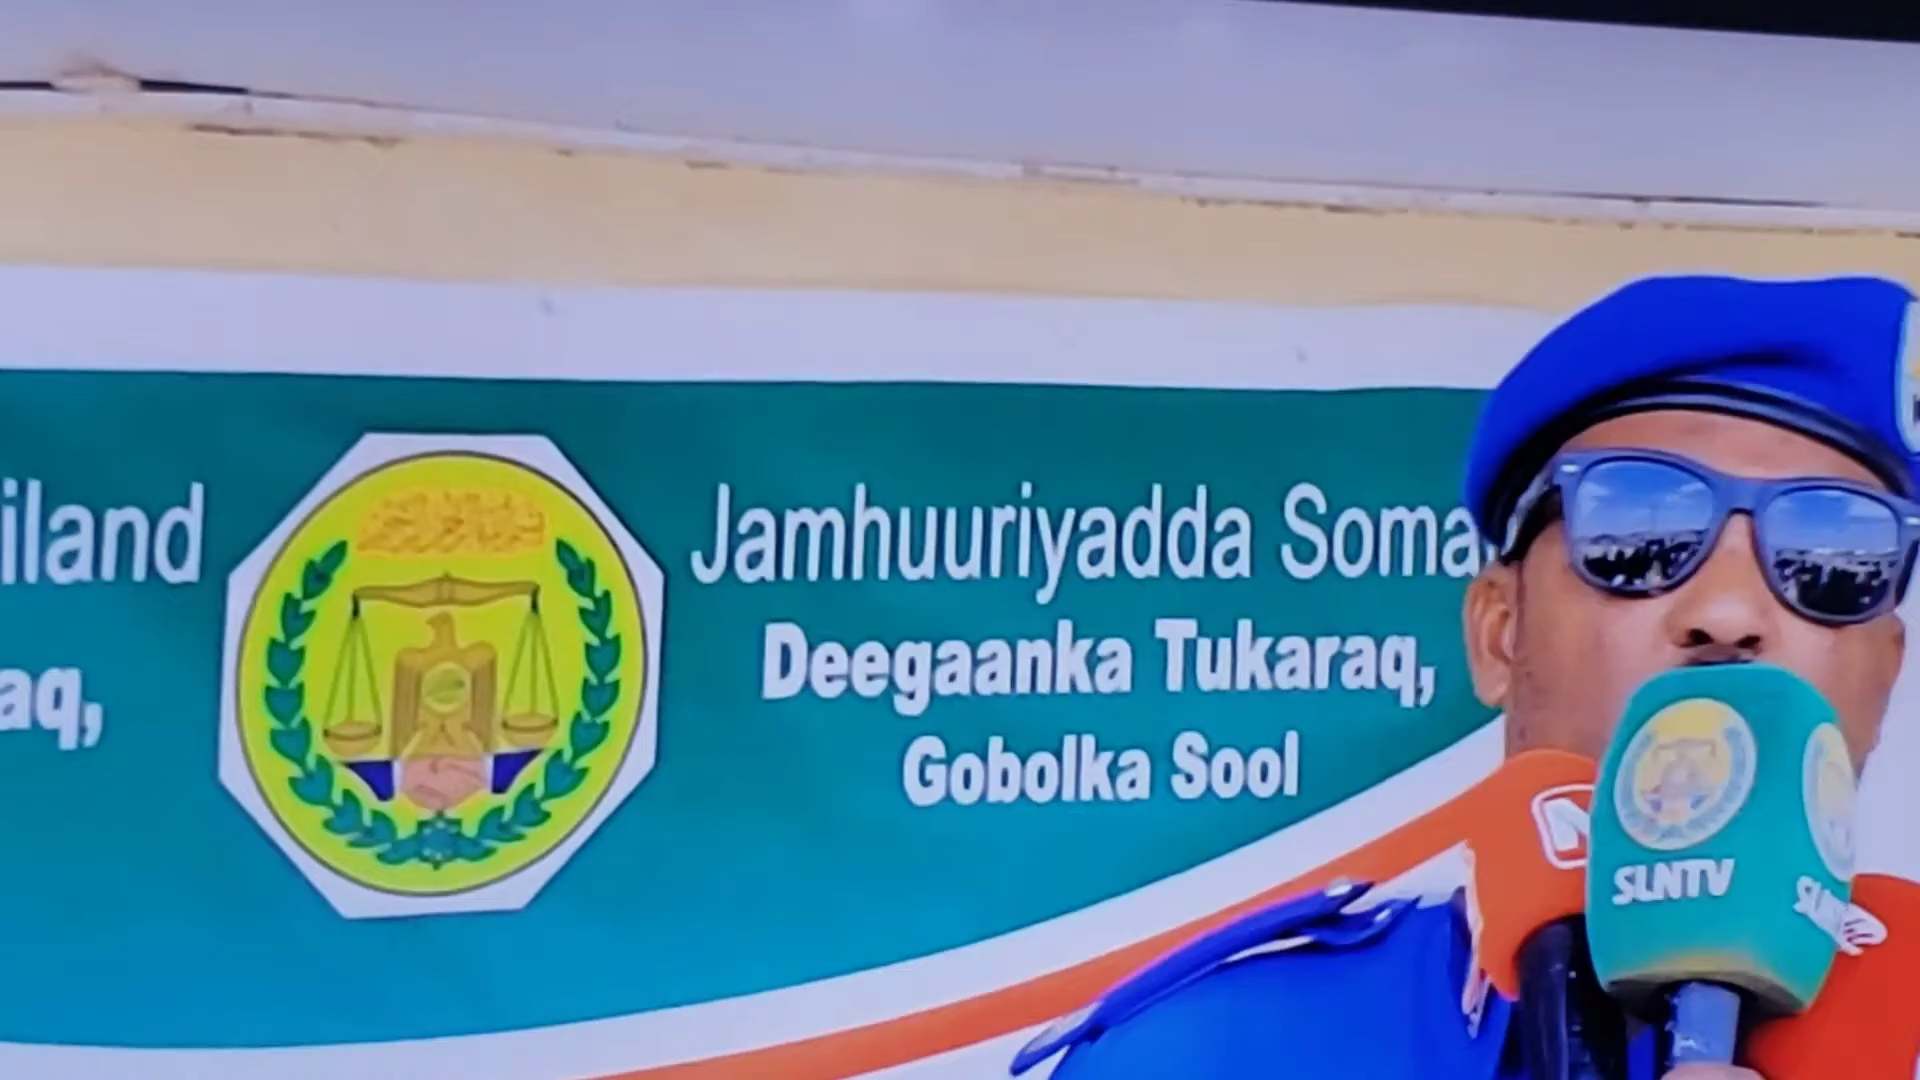 iland
aq,
Jamhuuriyadda Soma
Deegaanka Tukaraq,
Gobolka Sool
SLNTV